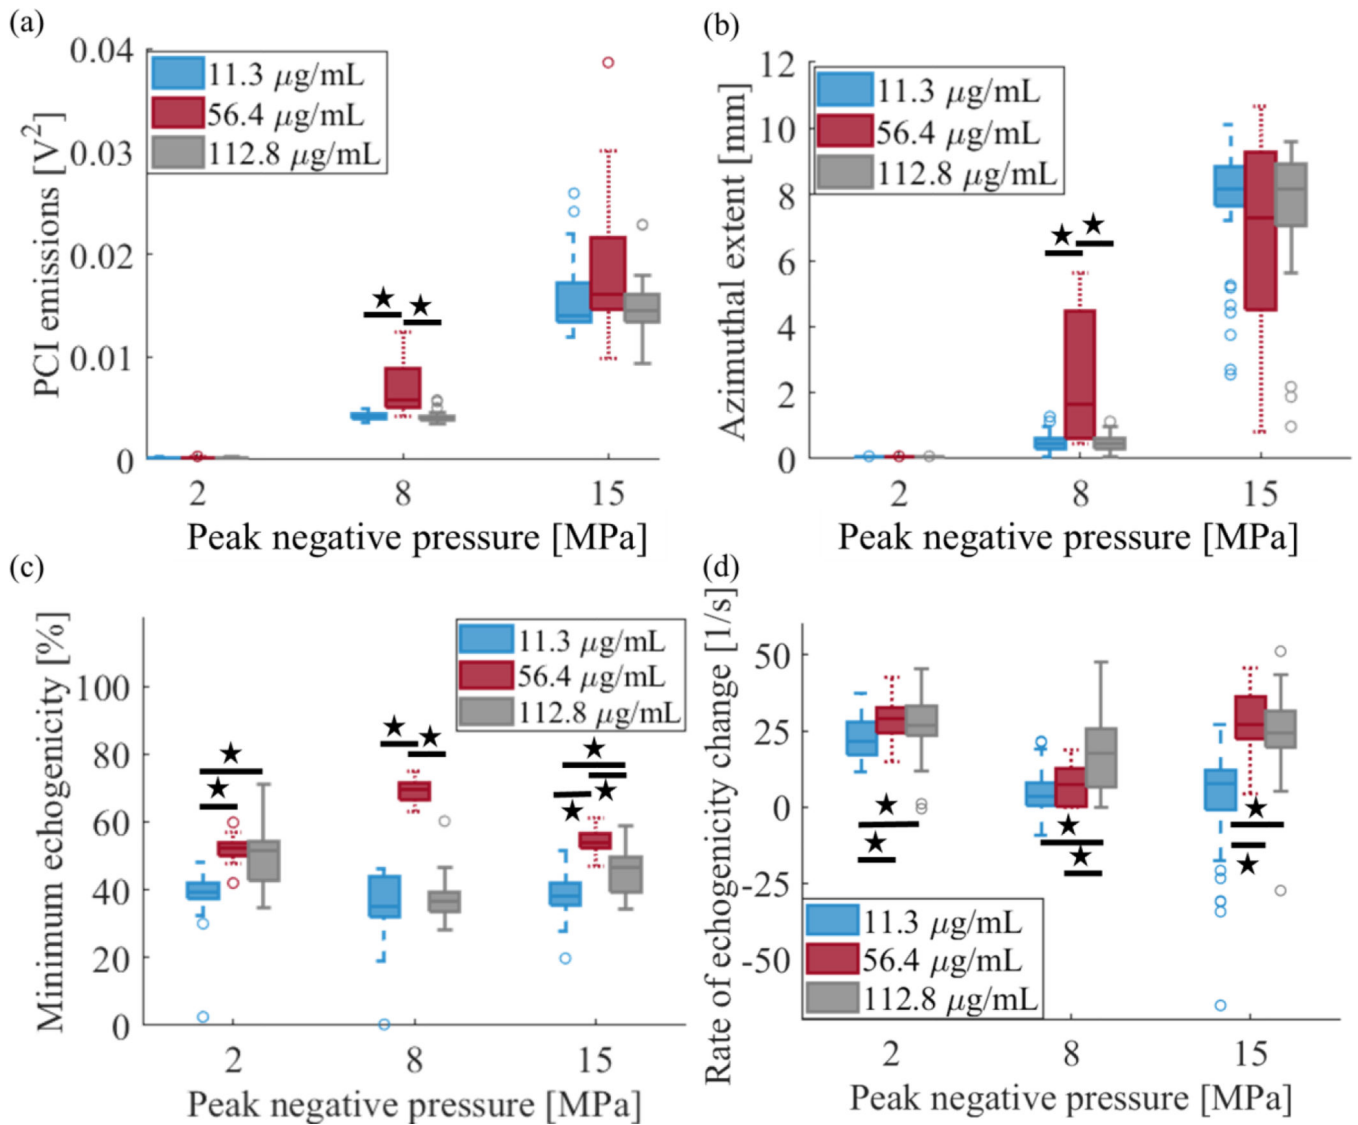 (a)
PCI emissions [V²]
0.04
0.03
0.02
0.01
0
11.3 μg/mL
56.4 μg/mL
112.8 μg/mL
2 8 15
Peak negative pressure [MPa]
(b)
Azimuthal extent [mm]
12
10
8
6
4
2
0
11.3 μg/mL
56.4 μg/mL
112.8 μg/mL
2 8 15
Peak negative pressure [MPa]
(c)
Minimum echogenicity [%]
100
80
60
40
20
0
11.3 μg/mL
56.4 μg/mL
112.8 μg/mL
2 8 15
Peak negative pressure [MPa]
(d)
Rate of echogenicity change [1/s]
50
25
0
-25
-50
11.3 μg/mL
56.4 μg/mL
112.8 μg/mL
2 8 15
Peak negative pressure [MPa]